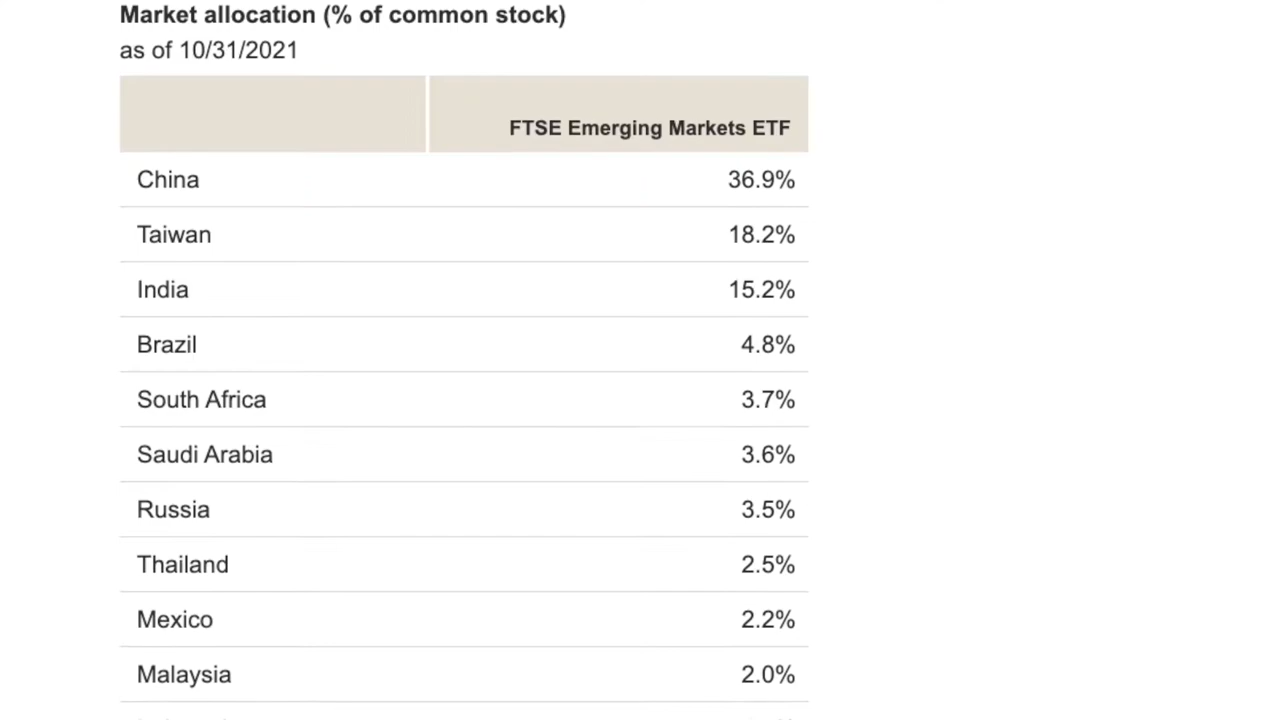 Market allocation (% of common stock)
as of 10/31/2021
FTSE Emerging Markets ETF
China 36.9%
Taiwan 18.2%
India 15.2%
Brazil 4.8%
South Africa 3.7%
Saudi Arabia 3.6%
Russia 3.5%
Thailand 2.5%
Mexico 2.2%
Malaysia 2.0%